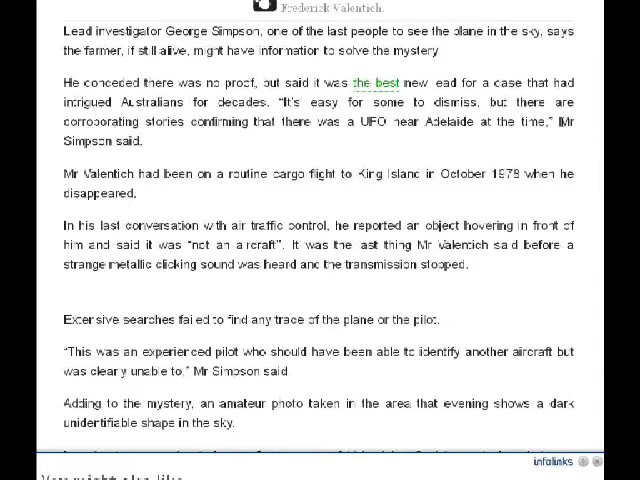 Frederick Valentich.
Lead investigator George Simpson, one of the last people to see the plane in the sky, says
the farmer, if still alive, might have information to solve the mystery
He conceded there was no proof, but said it was the best new lead for a case that had
intrigued Australians for decades. “It’s easy for some to dismiss, but there are
corroborating stories confirming that there was a UFO near Adelaide at the time,” Mr
Simpson said.
Mr Valentich had been on a routine cargo flight to King Island in October 1978 when he
disappeared.
In his last conversation with air traffic control, he reported an object hovering in front of
him and said it was “not an aircraft”. It was the last thing Mr Valentich said before a
strange metallic clicking sound was heard and the transmission stopped.
Extensive searches failed to find any trace of the plane or the pilot.
“This was an experienced pilot who should have been able to identify another aircraft but
was clearly unable to,” Mr Simpson said
Adding to the mystery, an amateur photo taken in the area that evening shows a dark
unidentifiable shape in the sky.
infolinks
You might also like